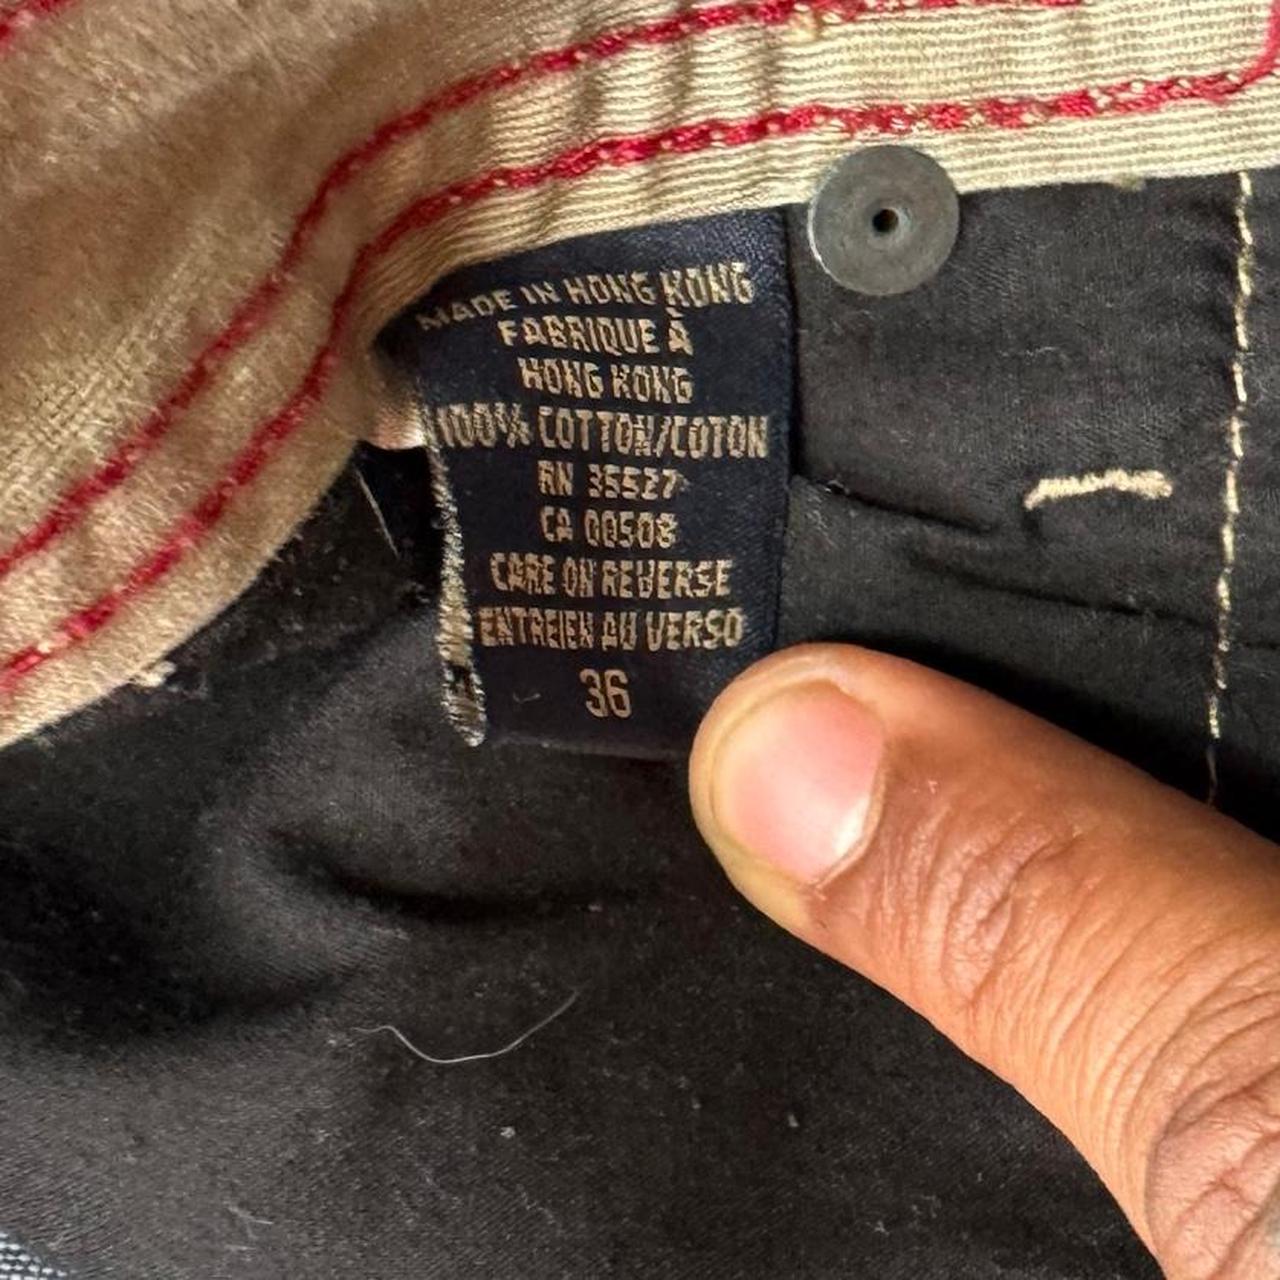 MADE IN HONG KONG
FABRIQUE À
HONG KONG
100% COTTON/COTON
RN 35527
CA 00508
CARE ON REVERSE
ENTREIEN AU VERSO
36